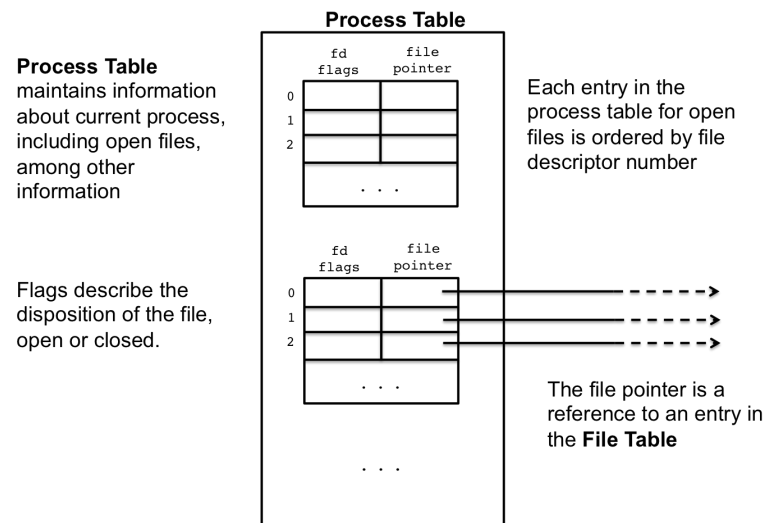 Process Table
Process Table
maintains information
about current process,
including open files,
among other
information
fd
flags
file
pointer
0
1
2
. . .
Each entry in the
process table for open
files is ordered by file
descriptor number
Flags describe the
disposition of the file,
open or closed.
fd
flags
file
pointer
0
1
2
. . .
The file pointer is a
reference to an entry in
the File Table
. . .